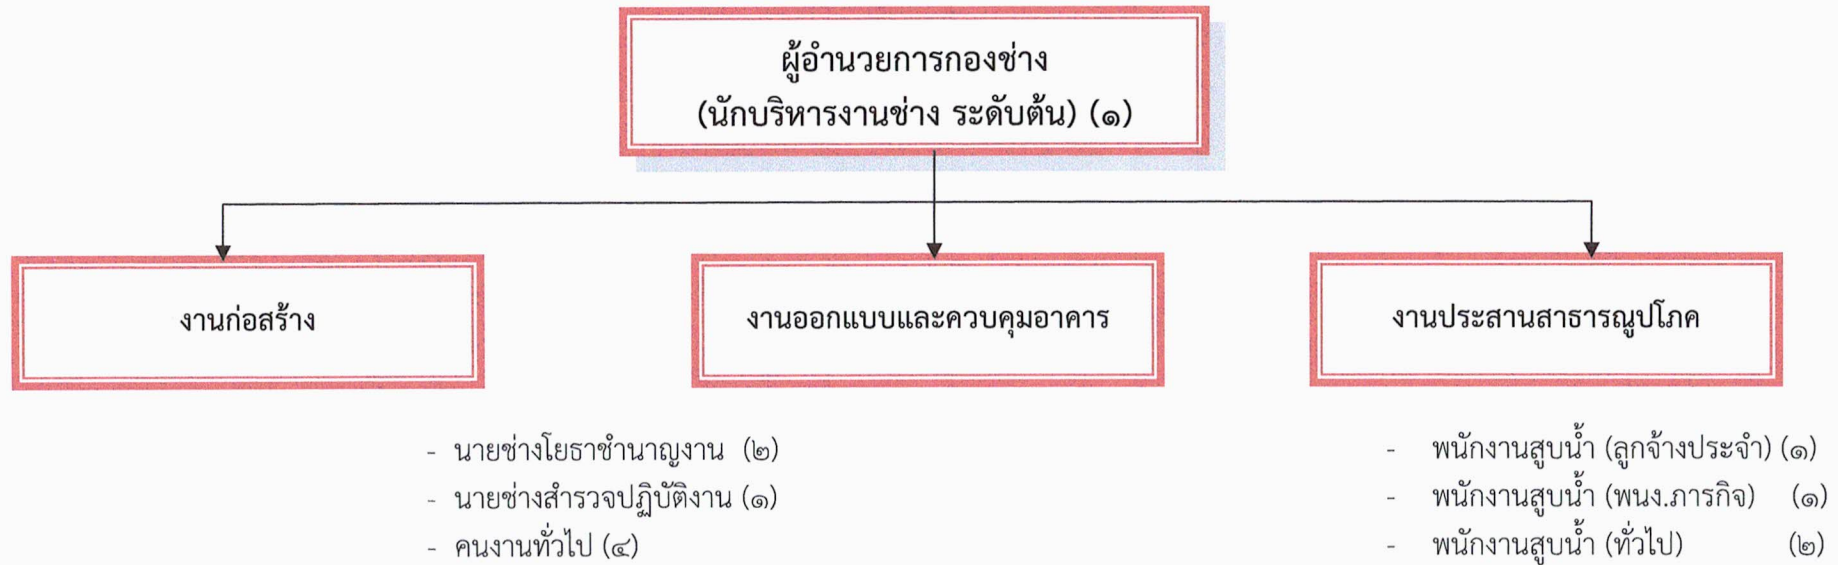 ผู้อำนวยการกองช่าง
(นักบริหารงานช่าง ระดับต้น) (๑)
งานก่อสร้าง
งานออกแบบและควบคุมอาคาร
งานประสานสาธารณูปโภค
- นายช่างโยธาชำนาญงาน (๒)
- นายช่างสำรวจปฏิบัติงาน (๑)
- คนงานทั่วไป (๔)
- พนักงานสูบน้ำ (ลูกจ้างประจำ) (๑)
- พนักงานสูบน้ำ (พนง.ภารกิจ) (๑)
- พนักงานสูบน้ำ (ทั่วไป) (๒)